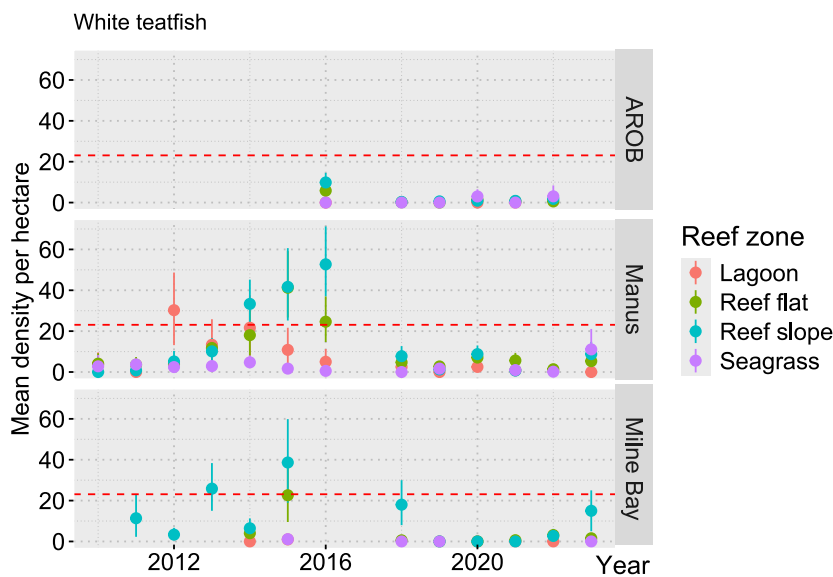 White teatfish
Mean density per hectare
60
40
20
0
AROB
60
40
20
0
Manus
60
40
20
0
Milne Bay
2012
2016
2020
Year
Reef zone
Lagoon
Reef flat
Reef slope
Seagrass